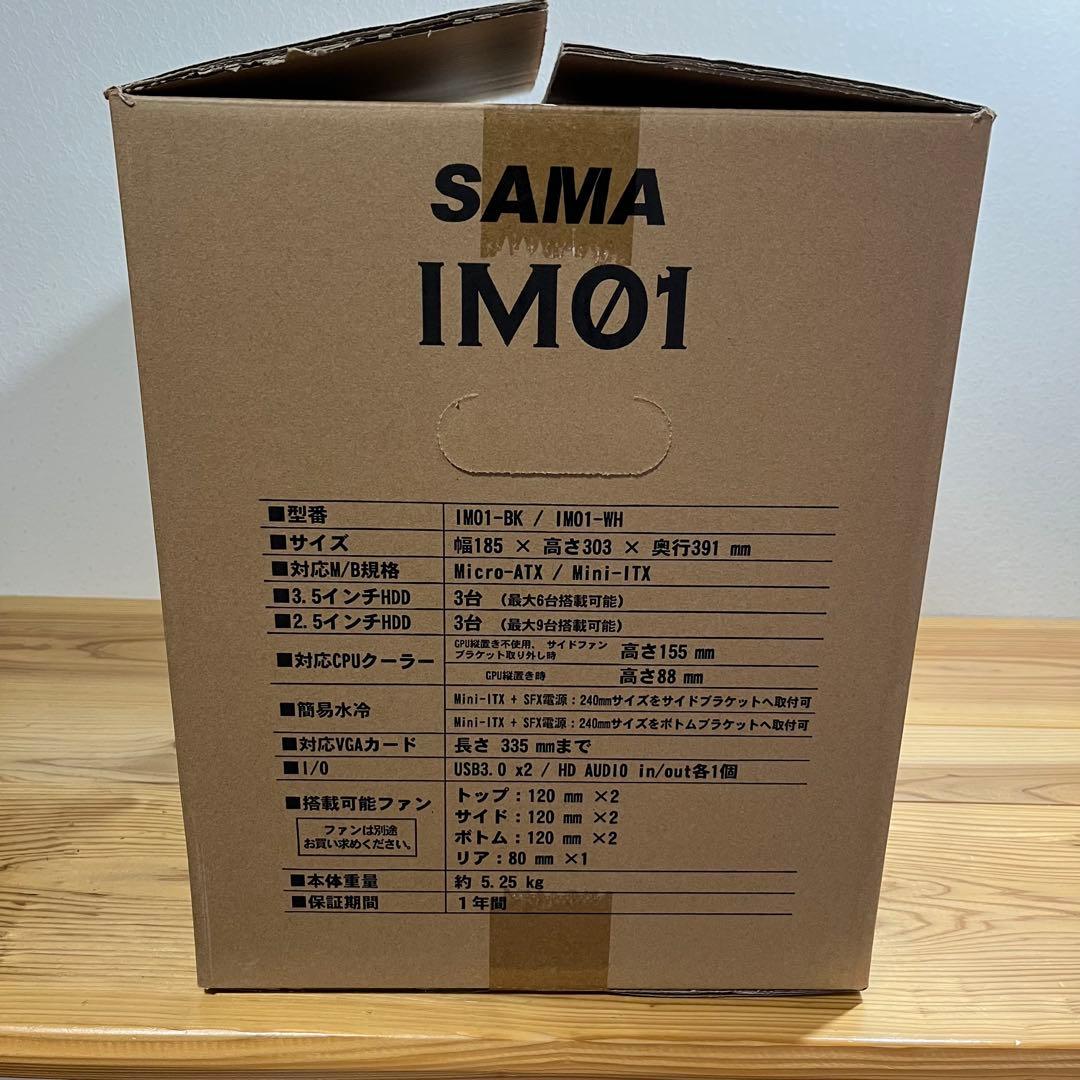 SAMA
IM01
■型番 IM01-BK / IM01-WH
■サイズ 幅185 × 高さ303 × 奥行391 mm
■対応M/B規格 Micro-ATX / Mini-ITX
■3.5インチHDD 3台 (最大6台搭載可能)
■2.5インチHDD 3台 (最大9台搭載可能)
■対応CPUクーラー
GPU縦置き不使用、サイドファン
ブラケット取り外し時 高さ155 mm
GPU縦置き時 高さ88 mm
■簡易水冷
Mini-ITX + SFX電源:240mmサイズをサイドブラケットへ取付可
Mini-ITX + SFX電源:240mmサイズをボトムブラケットへ取付可
■対応VGAカード 長さ 335 mmまで
■I/O USB3.0 x2 / HD AUDIO in/out各1個
■搭載可能ファン
ファンは別途
お買い求めください。
トップ:120 mm ×2
サイド:120 mm ×2
ボトム:120 mm ×2
リア:80 mm ×1
■本体重量 約 5.25 kg
■保証期間 1年間